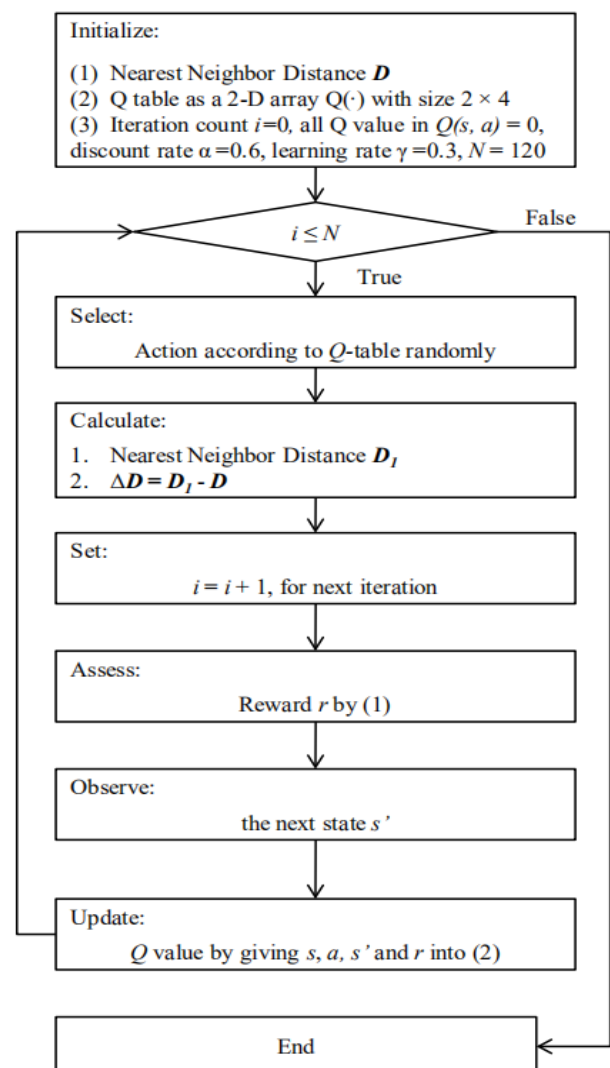 Initialize:
(1) Nearest Neighbor Distance D
(2) Q table as a 2-D array Q(·) with size 2 × 4
(3) Iteration count i=0, all Q value in Q(s, a) = 0,
discount rate α=0.6, learning rate γ=0.3, N = 120
i ≤ N
False
True
Select:
Action according to Q-table randomly
Calculate:
1. Nearest Neighbor Distance D₁
2. ΔD = D₁ - D
Set:
i = i + 1, for next iteration
Assess:
Reward r by (1)
Observe:
the next state s’
Update:
Q value by giving s, a, s’ and r into (2)
End